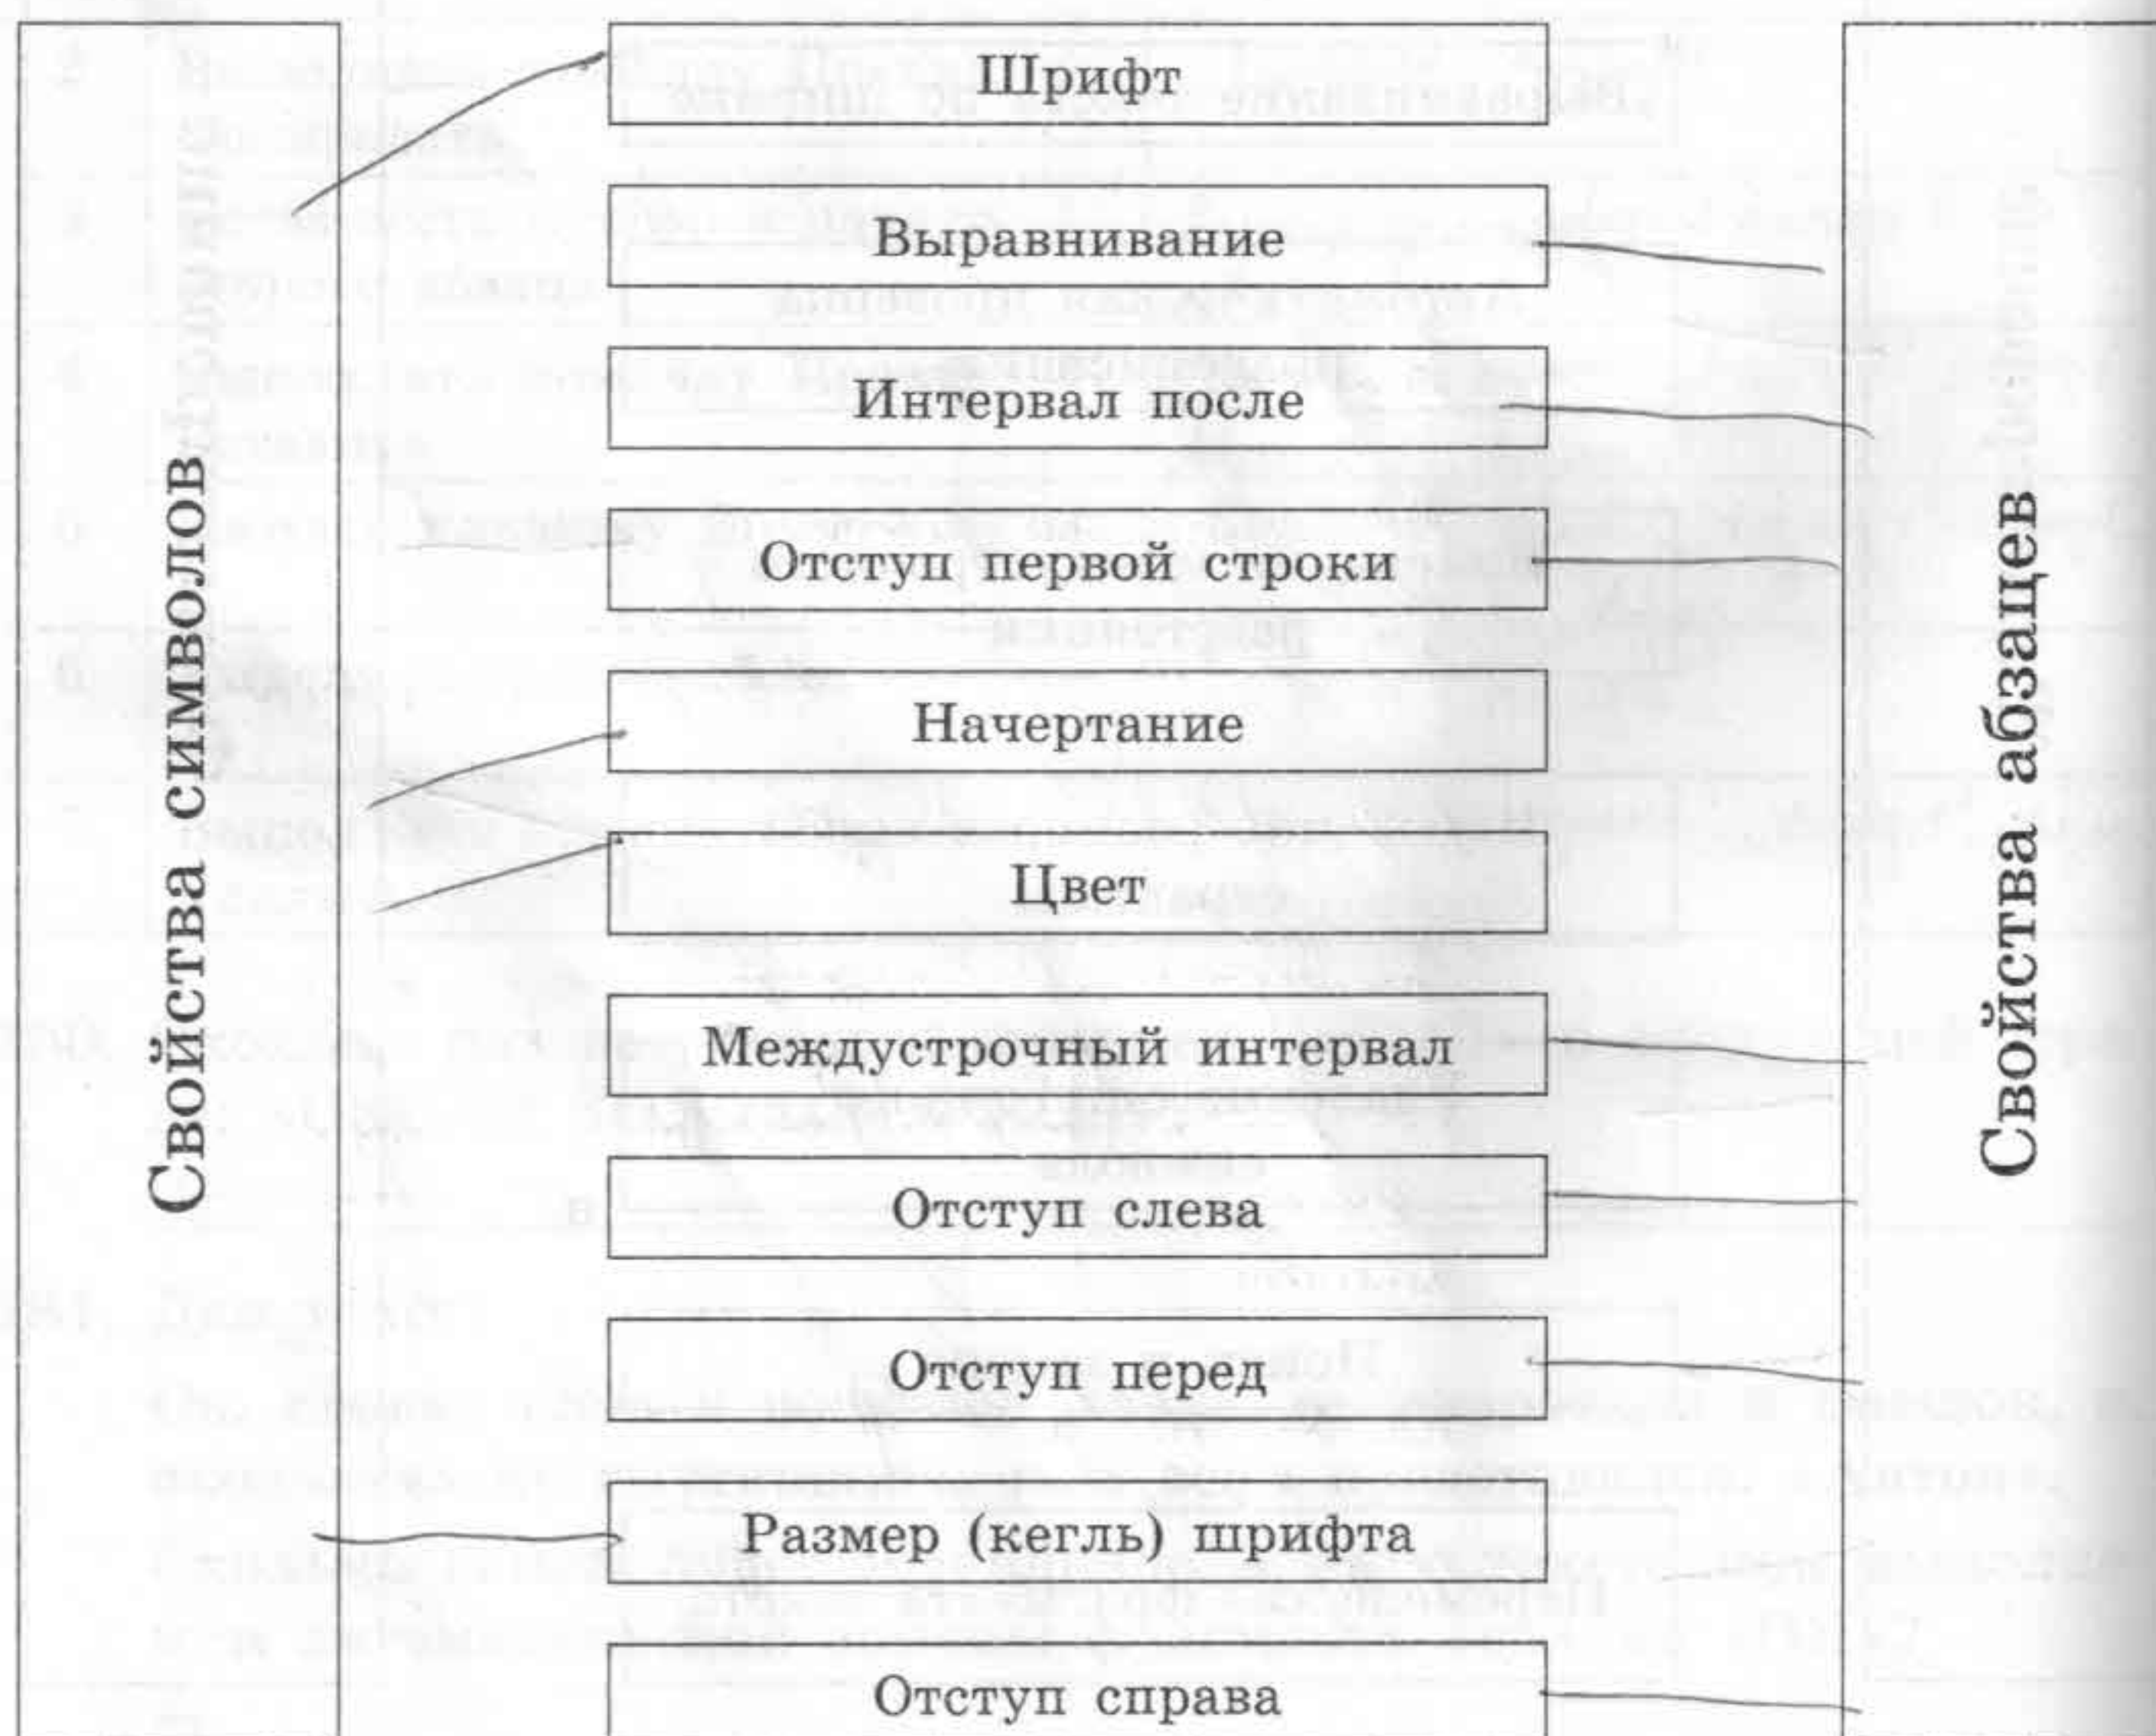 Свойства символов
Шрифт
Выравнивание
Интервал после
Отступ первой строки
Начертание
Цвет
Междустрочный интервал
Отступ слева
Отступ перед
Размер (кегль) шрифта
Отступ справа
Свойства абзацев